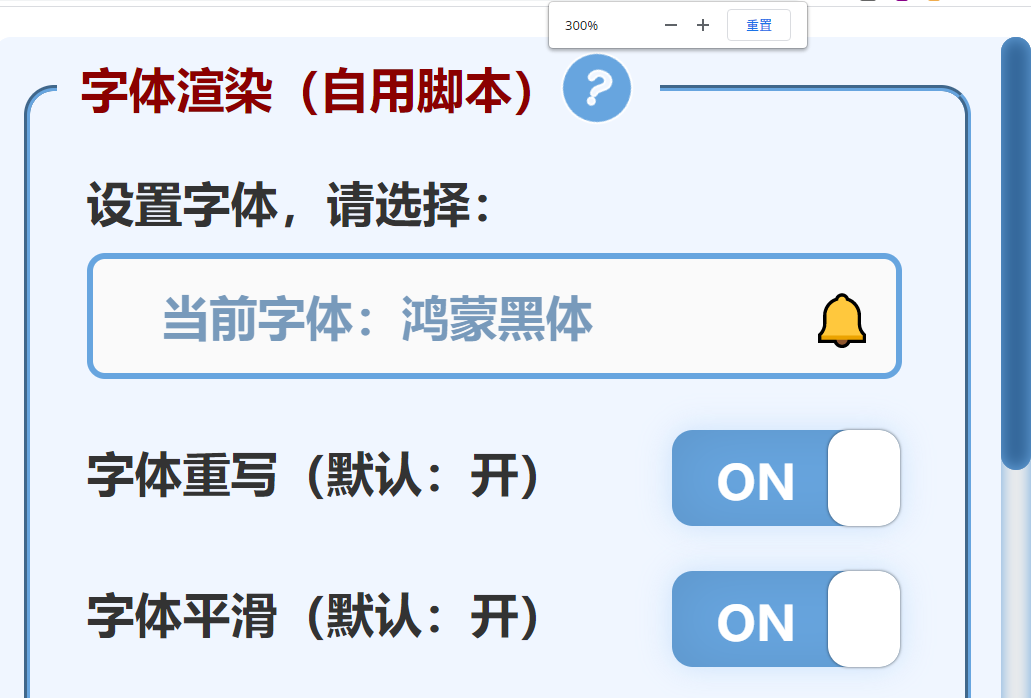 300%
重置
字体渲染（自用脚本）
?
设置字体，请选择：
当前字体：鸿蒙黑体
字体重写（默认：开）
ON
字体平滑（默认：开）
ON